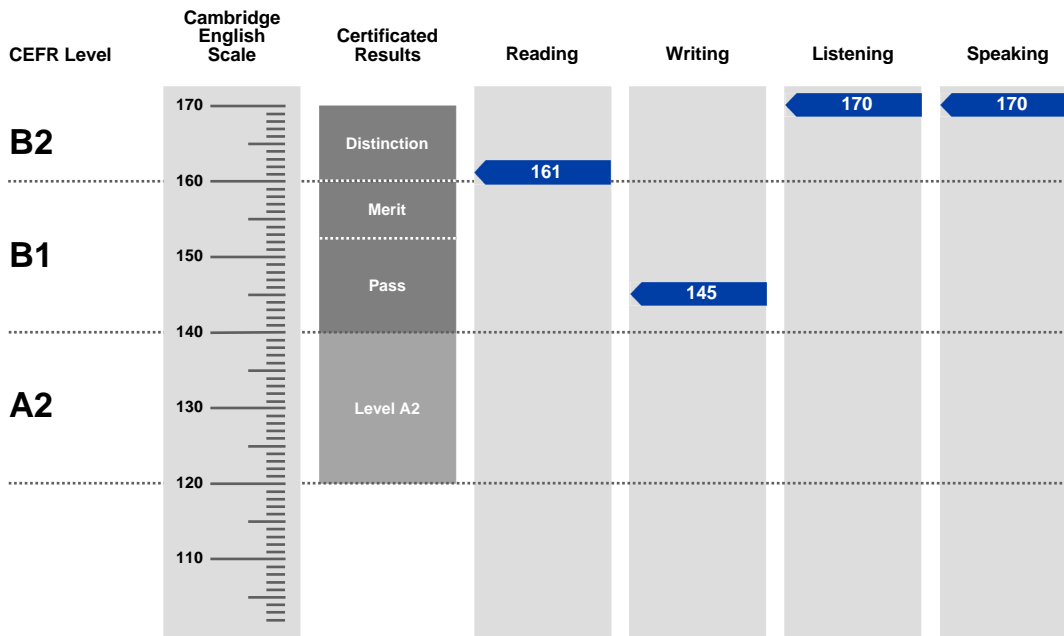 CEFR Level
Cambridge
English
Scale
Certificated
Results
Reading
Writing
Listening
Speaking
170
170
170
B2
Distinction
161
160
Merit
B1
150
Pass
145
140
A2
130
Level A2
120
110